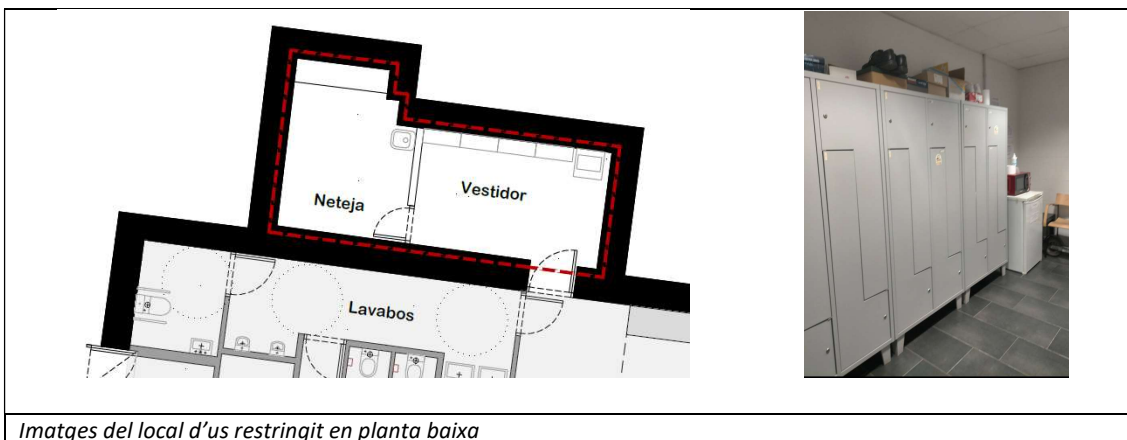 Neteja
Vestidor
Lavabos
Imatges del local d’us restringit en planta baixa